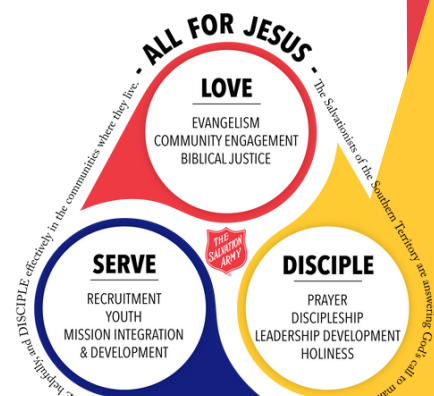 - ALL FOR JESUS -
LOVE
EVANGELISM
COMMUNITY ENGAGEMENT
BIBLICAL JUSTICE
THE
SALVATION
ARMY
SERVE
RECRUITMENT
YOUTH
MISSION INTEGRATION
& DEVELOPMENT
DISCIPLE
PRAYER
DISCIPLESHIP
LEADERSHIP DEVELOPMENT
HOLINESS
The Salvationists of the Southern Territory are answering God's call to
helpfully, and DISCIPLE effectively in the communities where they live.